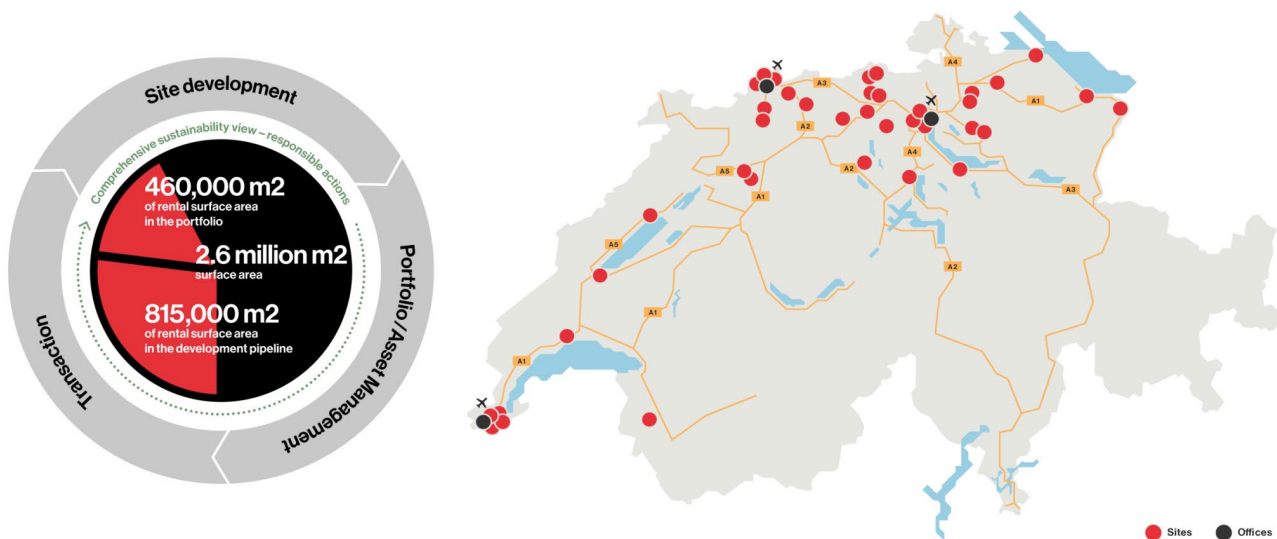 Site development
Comprehensive sustainability view – responsible actions
460,000 m2
of rental surface area
in the portfolio
2.6 million m2
surface area
815,000 m2
of rental surface area
in the development pipeline
Transaction
Portfolio / Asset Management
A4
A3
A1
A2
A4
A5
A2
A3
A1
A5
A2
A1
A1
Sites
Offices